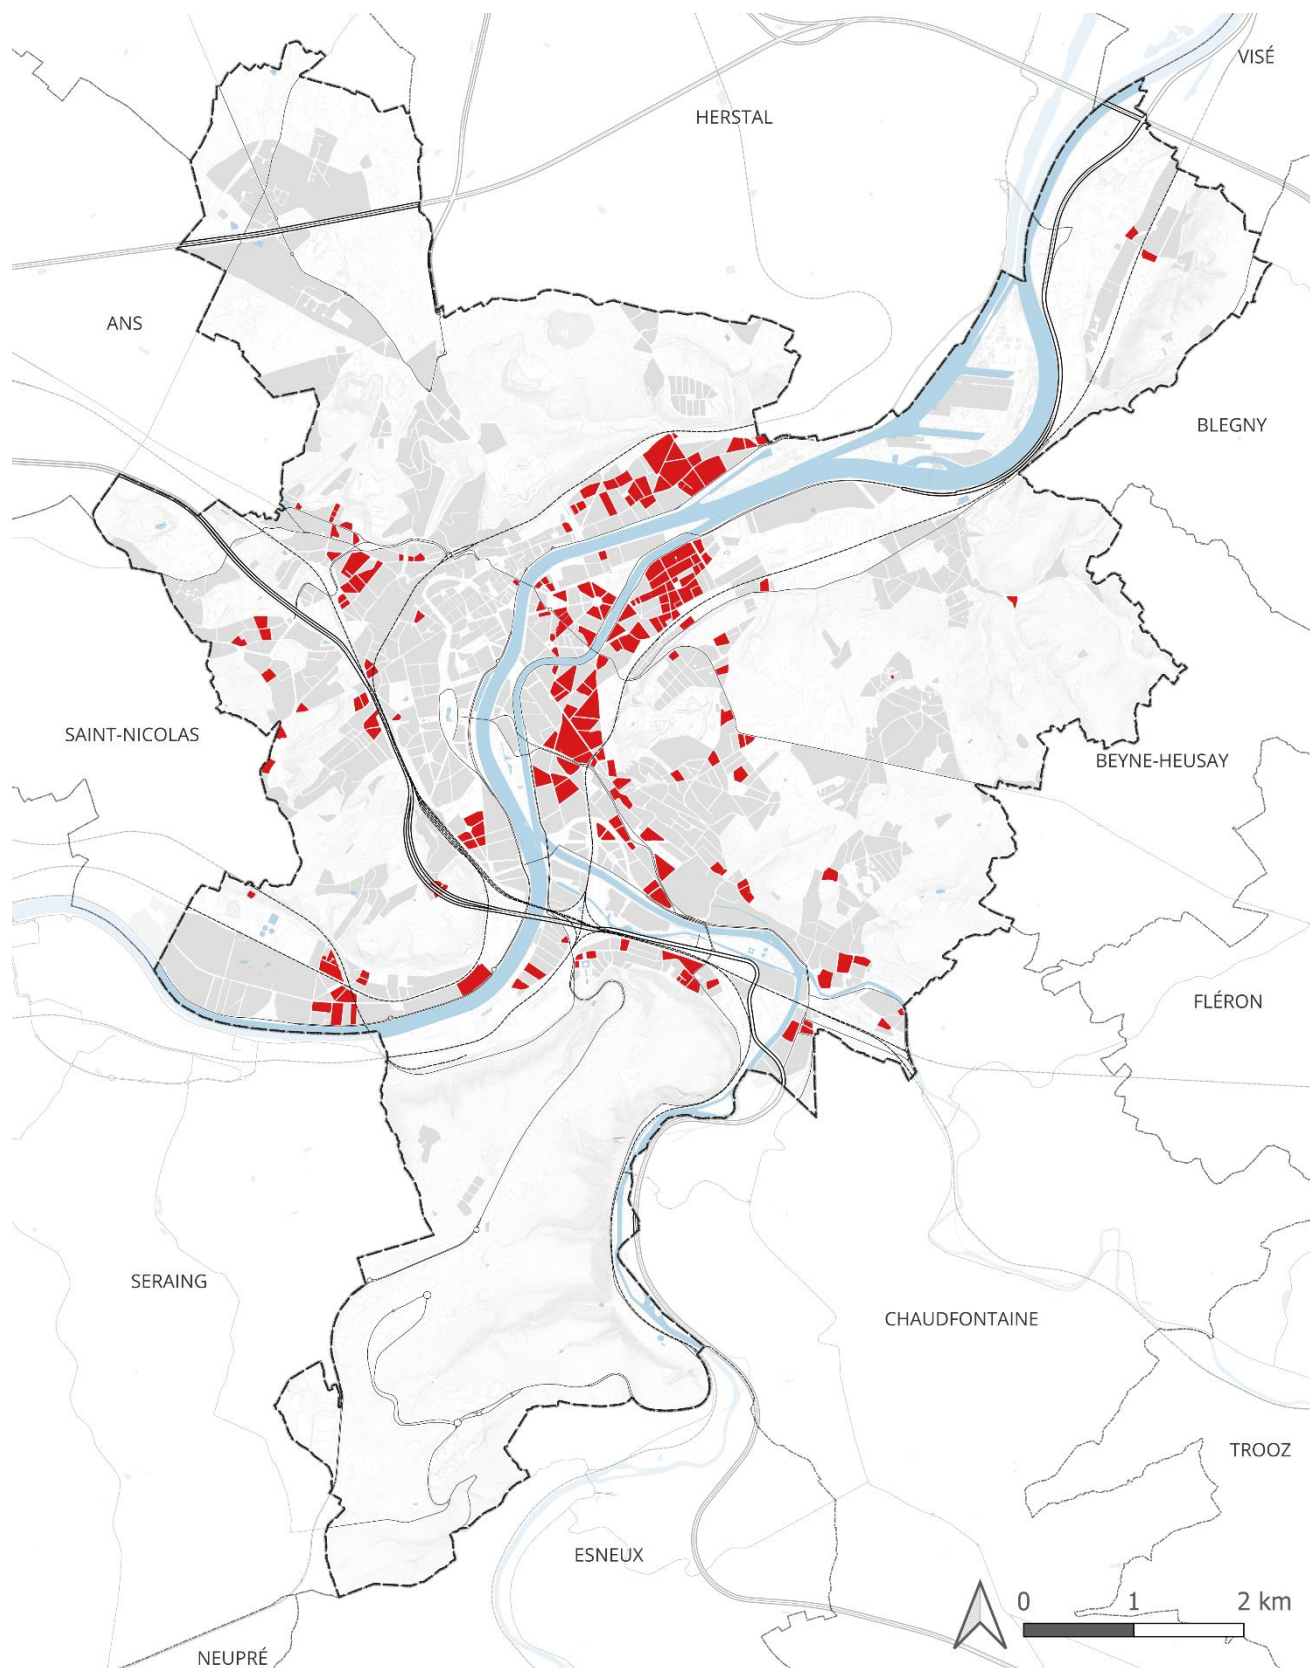 VISÉ
HERSTAL
ANS
BLEGNY
SAINT-NICOLAS
BEYNE-HEUSAY
FLÉRON
SERAING
CHAUDFONTAINE
TROOZ
ESNEUX
0 1 2 km
NEUPRÉ